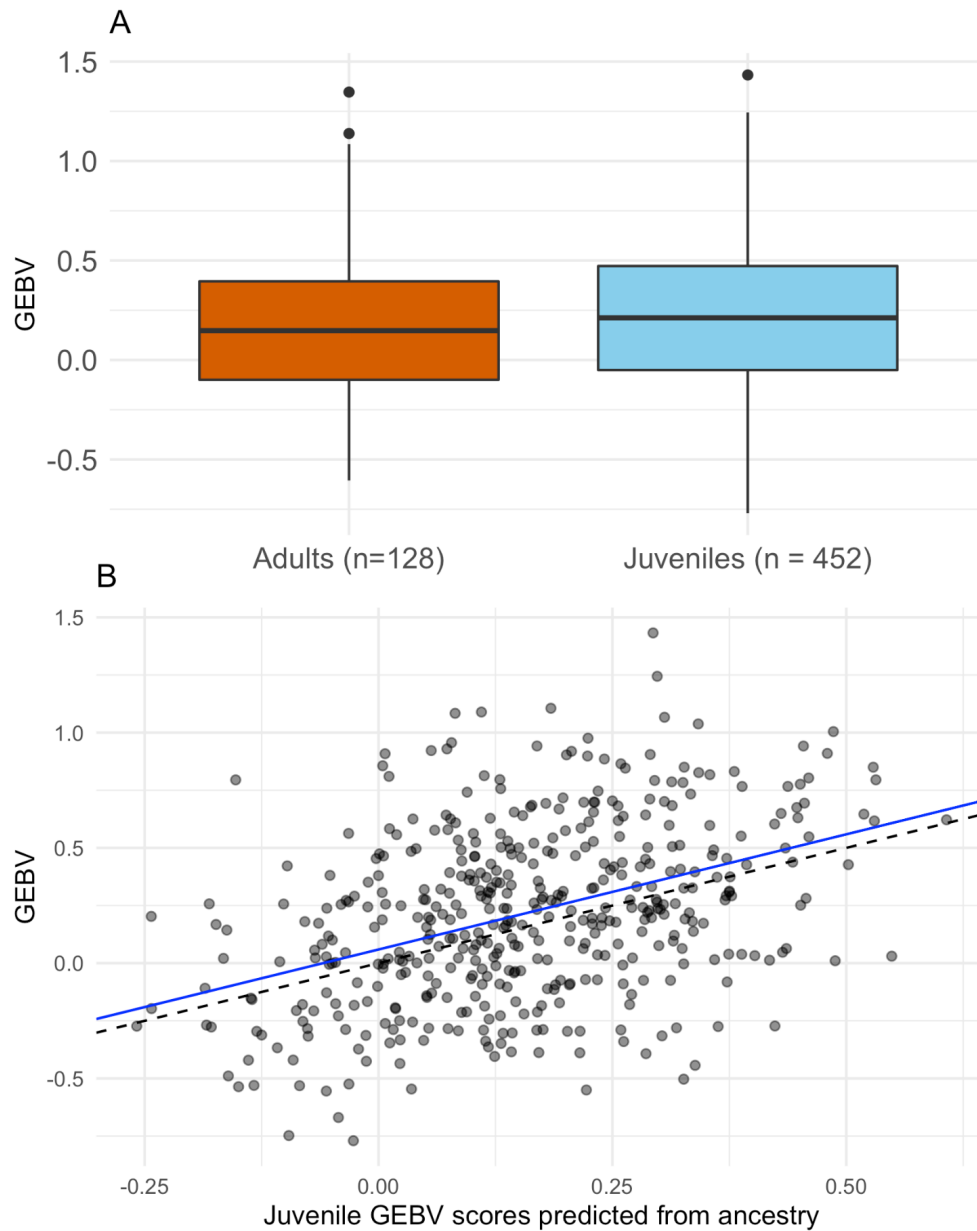 A
1.5
1.0
0.5
0.0
-0.5
GEBV
Adults (n=128)
Juveniles (n = 452)
B
1.5
1.0
0.5
0.0
-0.5
GEBV
-0.25
0.00
0.25
0.50
Juvenile GEBV scores predicted from ancestry